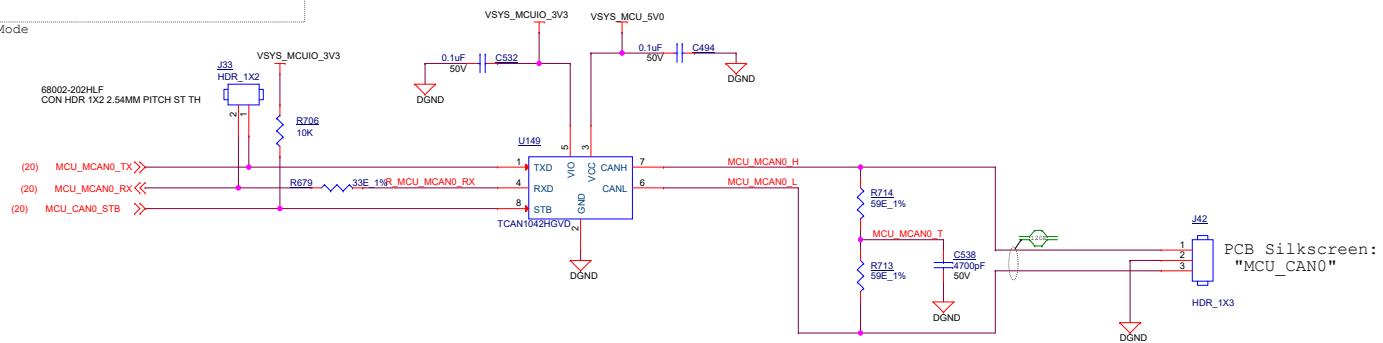 Mode
VSYS_MCUIO_3V3
VSYS_MCU_5V0
VSYS_MCUIO_3V3
0.1uF
50V
C532
0.1uF
50V
C494
DGND
DGND
J33
HDR_1X2
68002-202HLF
CON HDR 1X2 2.54MM PITCH ST TH
2
1
R706
10K
U149
5
3
(20) MCU_MCAN0_TX
1
TXD
VIO
VCC
CANH
7
MCU_MCAN0_H
(20) MCU_MCAN0_RX
R679
33E_1%
R_MCU_MCAN0_RX
4
RXD
CANL
6
MCU_MCAN0_L
(20) MCU_CAN0_STB
8
STB
GND
TCAN1042HGVD
2
DGND
R714
59E_1%
MCU_MCAN0_T
R713
59E_1%
C538
4700pF
50V
DGND
J42
1
2
3
HDR_1X3
DGND
PCB Silkscreen:
"MCU_CAN0"